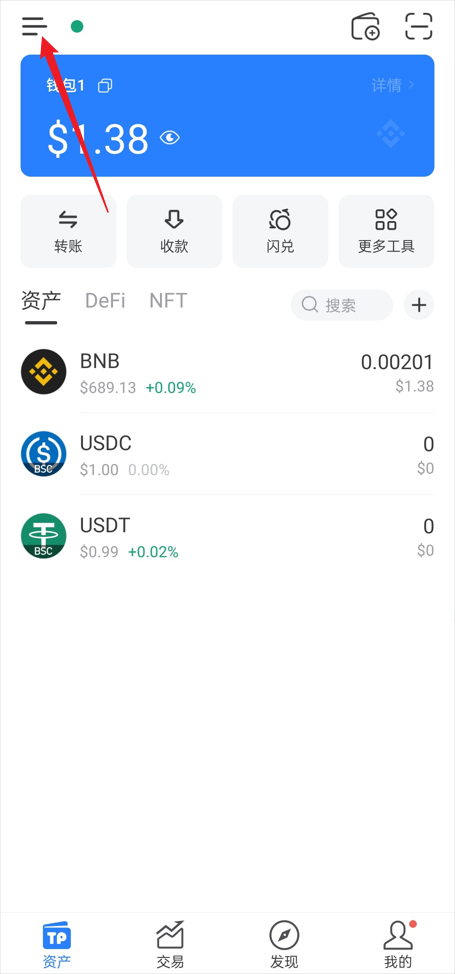 钱包1
详情
$1.38
转账
收款
闪兑
更多工具
资产 DeFi NFT 搜索
BNB 0.00201
$689.13 +0.09% $1.38
USDC 0
$1.00 0.00% $0
BSC
USDT 0
$0.99 +0.02% $0
BSC
TP
资产
交易
发现
我的